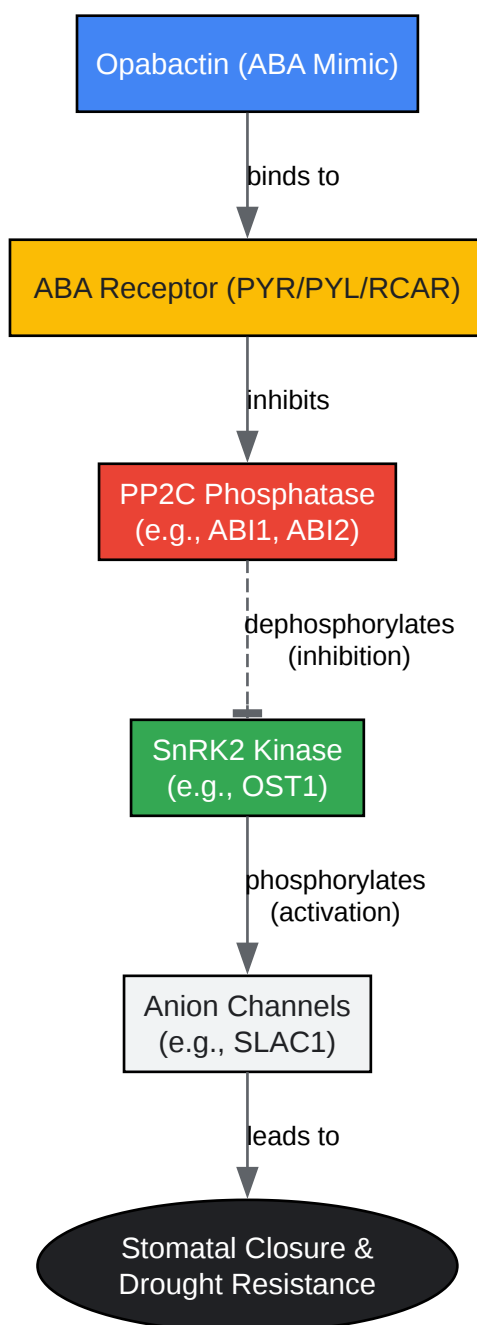 Opabactin (ABA Mimic)
binds to
ABA Receptor (PYR/PYL/RCAR)
inhibits
PP2C Phosphatase
(e.g., ABI1, ABI2)
dephosphorylates
(inhibition)
SnRK2 Kinase
(e.g., OST1)
phosphorylates
(activation)
Anion Channels
(e.g., SLAC1)
leads to
Stomatal Closure &
Drought Resistance